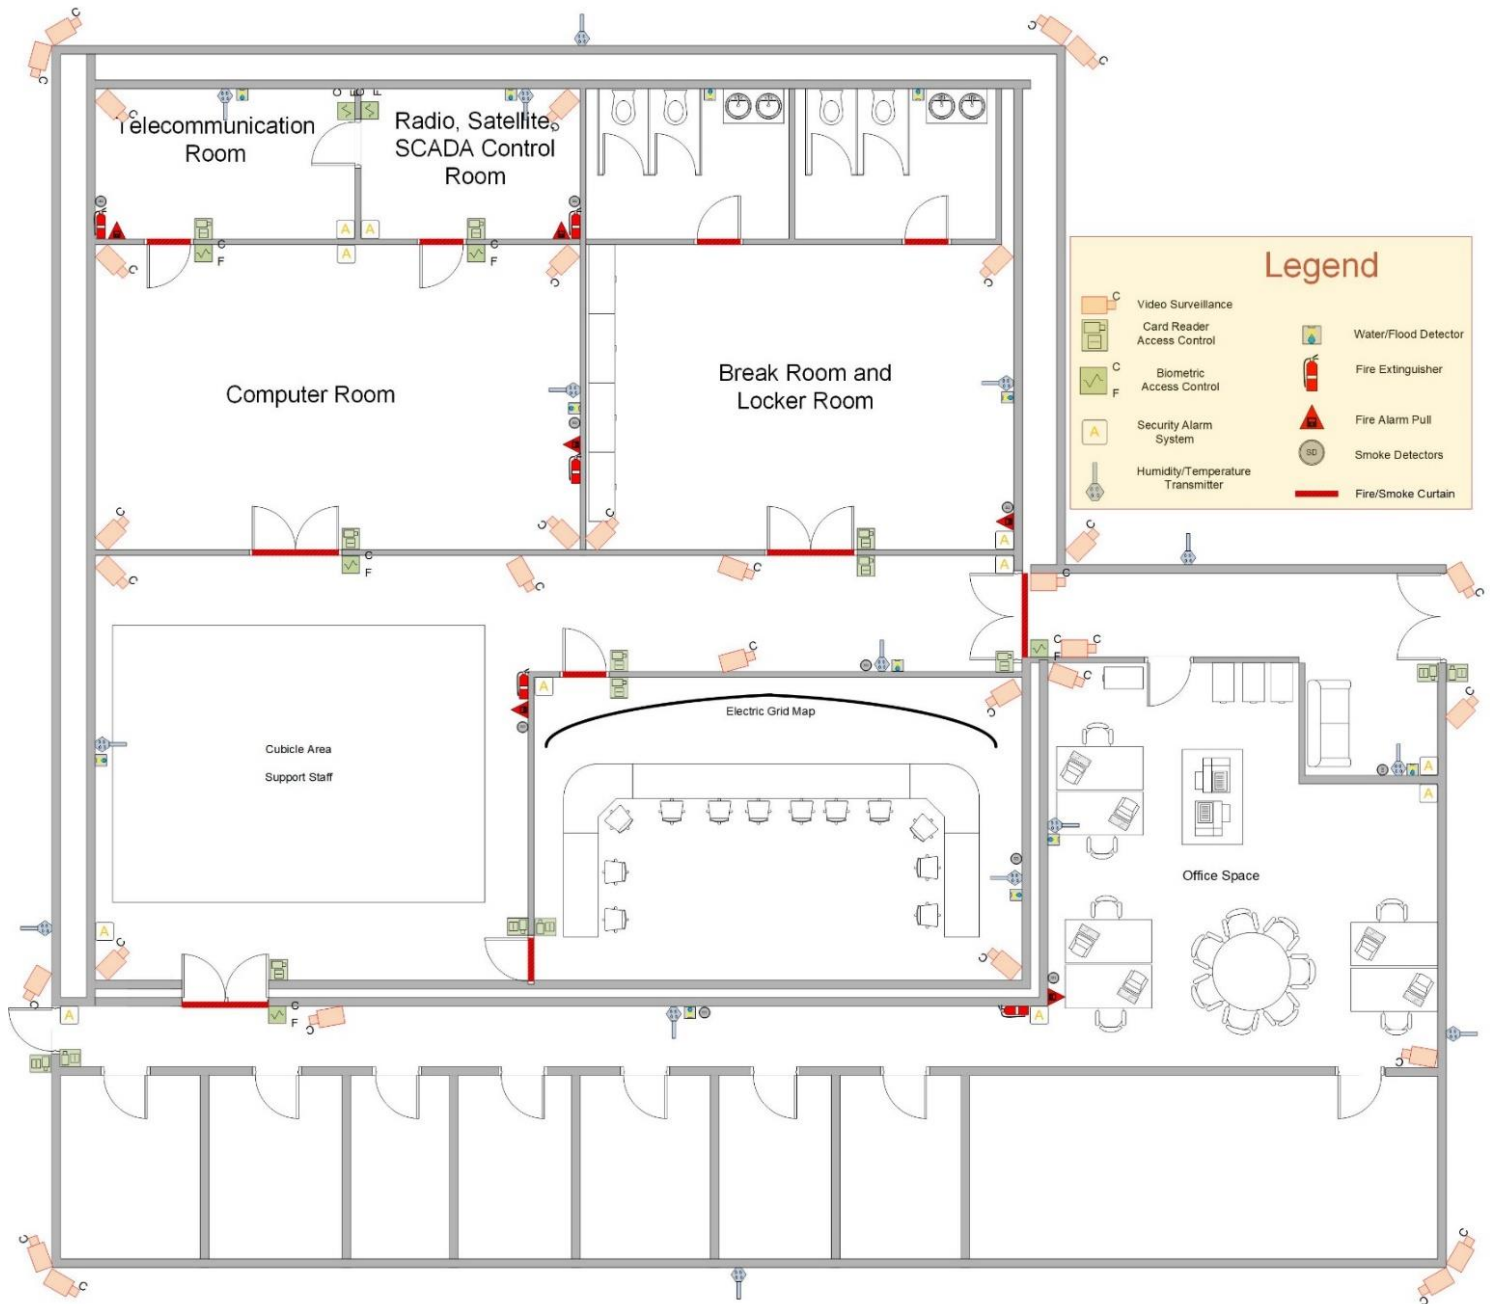 Telecommunication
Room
Radio, Satellite,
SCADA Control
Room
Computer Room
Break Room and
Locker Room
Legend
C
Video Surveillance
Card Reader
Access Control
C
F
Biometric
Access Control
A
Security Alarm
System
Humidity/Temperature
Transmitter
Water/Flood Detector
Fire Extinguisher
Fire Alarm Pull
SD
Smoke Detectors
Fire/Smoke Curtain
Electric Grid Map
Cubicle Area
Support Staff
Office Space